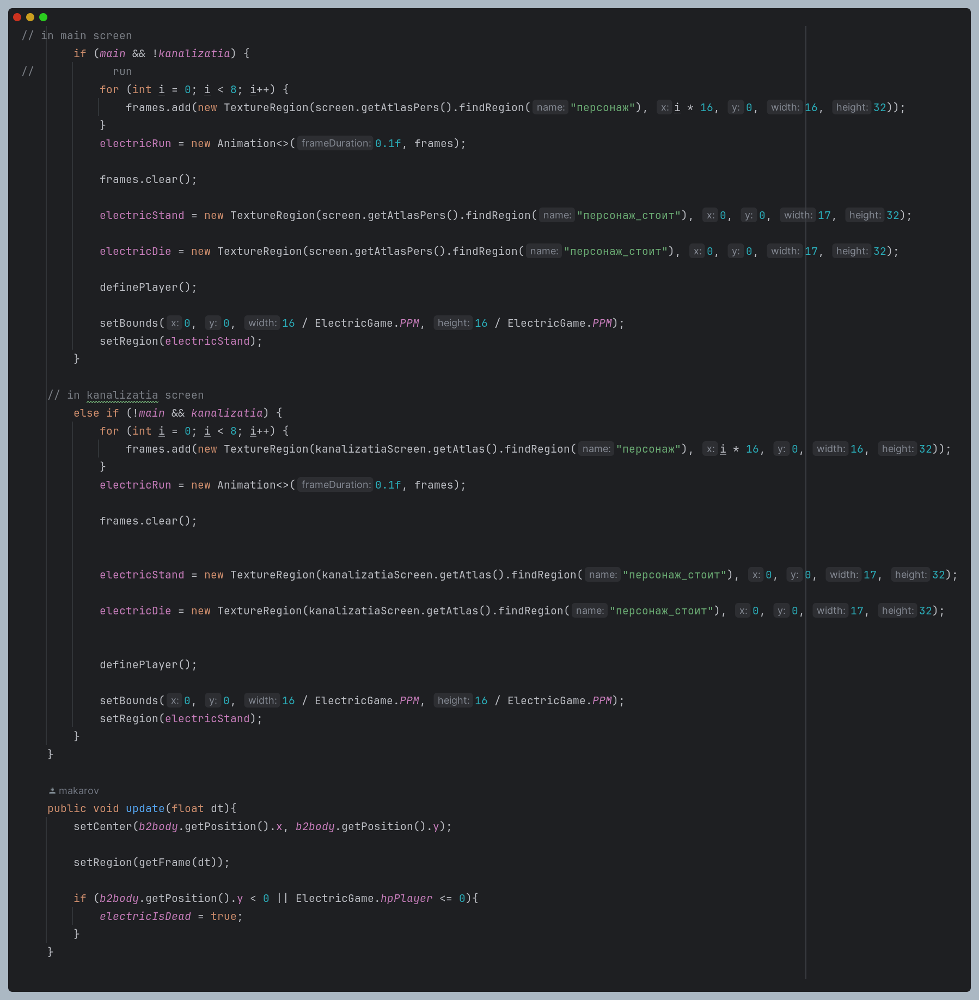 // in main screen
if (main && !kanalizatia) {
// run
for (int i = 0; i < 8; i++) {
frames.add(new TextureRegion(screen.getAtlasPers().findRegion( name: "персонаж"), x: i * 16, y: 0, width: 16, height: 32));
}
electricRun = new Animation<>( frameDuration: 0.1f, frames);
frames.clear();
electricStand = new TextureRegion(screen.getAtlasPers().findRegion( name: "персонаж_стоит"), x: 0, y: 0, width: 17, height: 32);
electricDie = new TextureRegion(screen.getAtlasPers().findRegion( name: "персонаж_стоит"), x: 0, y: 0, width: 17, height: 32);
definePlayer();
setBounds( x: 0, y: 0, width: 16 / ElectricGame.PPM, height: 16 / ElectricGame.PPM);
setRegion(electricStand);
}
// in kanalizatia screen
else if (!main && kanalizatia) {
for (int i = 0; i < 8; i++) {
frames.add(new TextureRegion(kanalizatiaScreen.getAtlas().findRegion( name: "персонаж"), x: i * 16, y: 0, width: 16, height: 32));
}
electricRun = new Animation<>( frameDuration: 0.1f, frames);
frames.clear();
electricStand = new TextureRegion(kanalizatiaScreen.getAtlas().findRegion( name: "персонаж_стоит"), x: 0, y: 0, width: 17, height: 32);
electricDie = new TextureRegion(kanalizatiaScreen.getAtlas().findRegion( name: "персонаж_стоит"), x: 0, y: 0, width: 17, height: 32);
definePlayer();
setBounds( x: 0, y: 0, width: 16 / ElectricGame.PPM, height: 16 / ElectricGame.PPM);
setRegion(electricStand);
}
}
makarov
public void update(float dt){
setCenter(b2body.getPosition().x, b2body.getPosition().y);
setRegion(getFrame(dt));
if (b2body.getPosition().y < 0 || ElectricGame.hpPlayer <= 0){
electricIsDead = true;
}
}